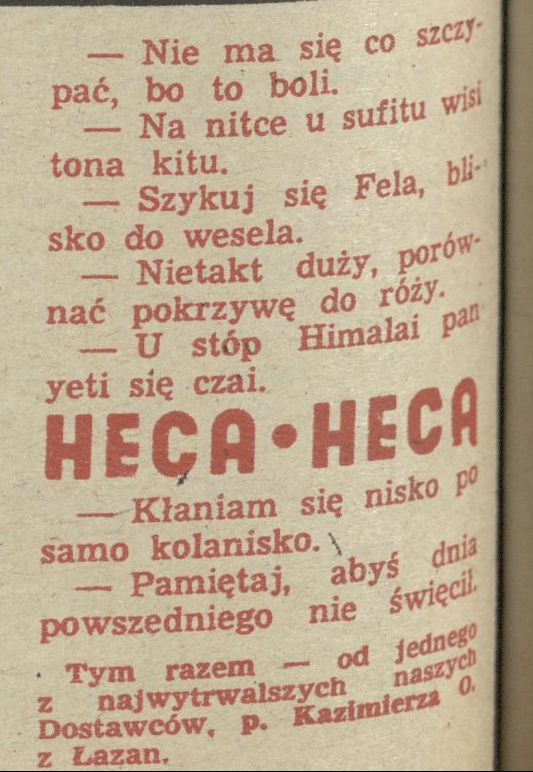 — Nie ma się co szczy-
pać, bo to boli.
— Na nitce u sufitu wisi
tona kitu.
— Szykuj się Fela, bli-
sko do wesela.
— Nietakt duży, porów-
nać pokrzywę do róży.
— U stóp Himalai pan
yeti się czai.
HECA • HECA
— Kłaniam się nisko po
samo kolanisko.
— Pamiętaj, abyś dnia
powszedniego nie święcił.
Tym razem — od jednego
z najwytrwalszych naszych
Dostawców, p. Kazimierza O.
z Łazan.